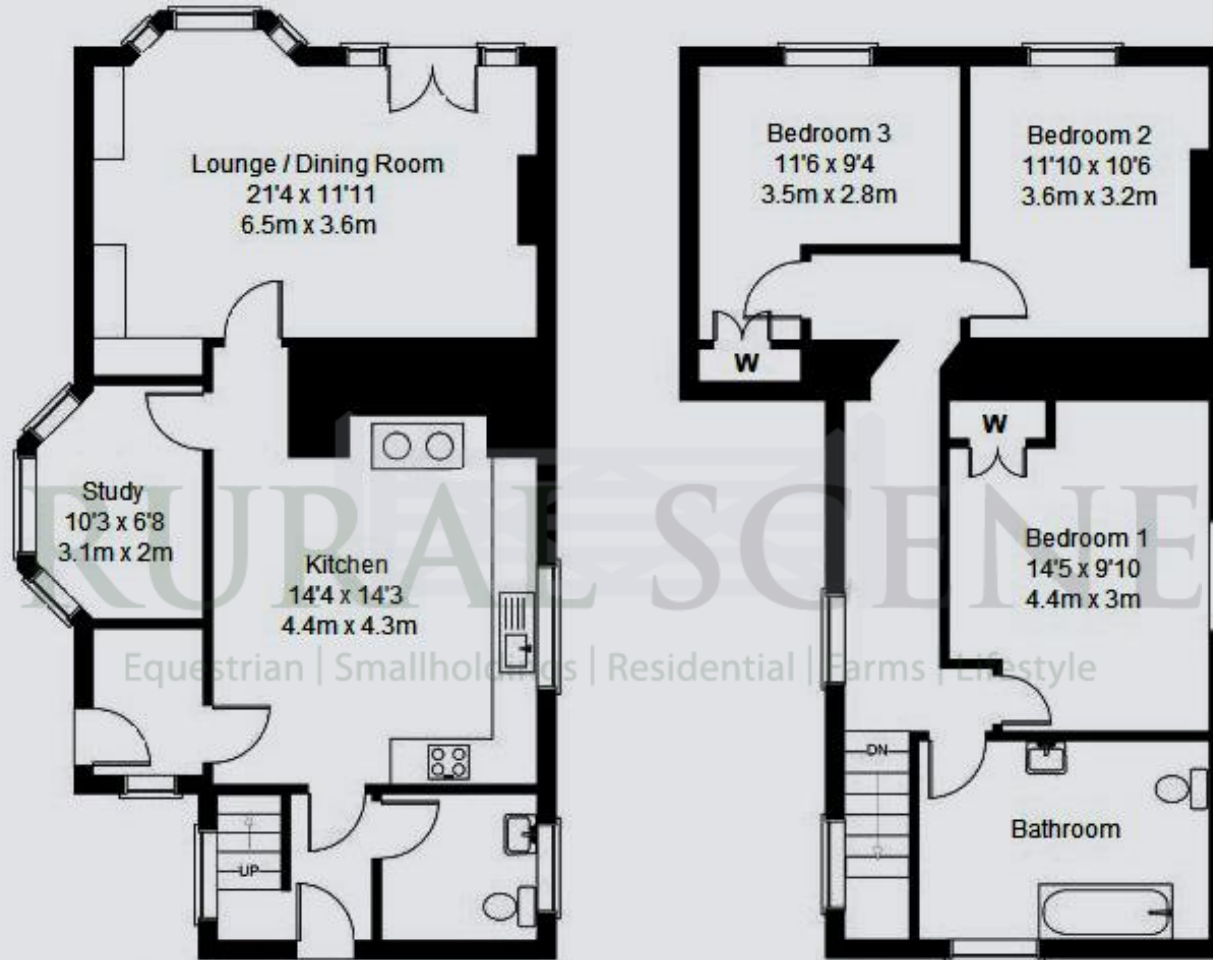 Lounge / Dining Room
21'4 x 11'11
6.5m x 3.6m
Bedroom 3
11'6 x 9'4
3.5m x 2.8m
Bedroom 2
11'10 x 10'6
3.6m x 3.2m
W
W
Study
10'3 x 6'8
3.1m x 2m
Kitchen
14'4 x 14'3
4.4m x 4.3m
Bedroom 1
14'5 x 9'10
4.4m x 3m
RURAL SCENE
Equestrian | Smallholdings | Residential | Farms | Lifestyle
UP
DN
Bathroom